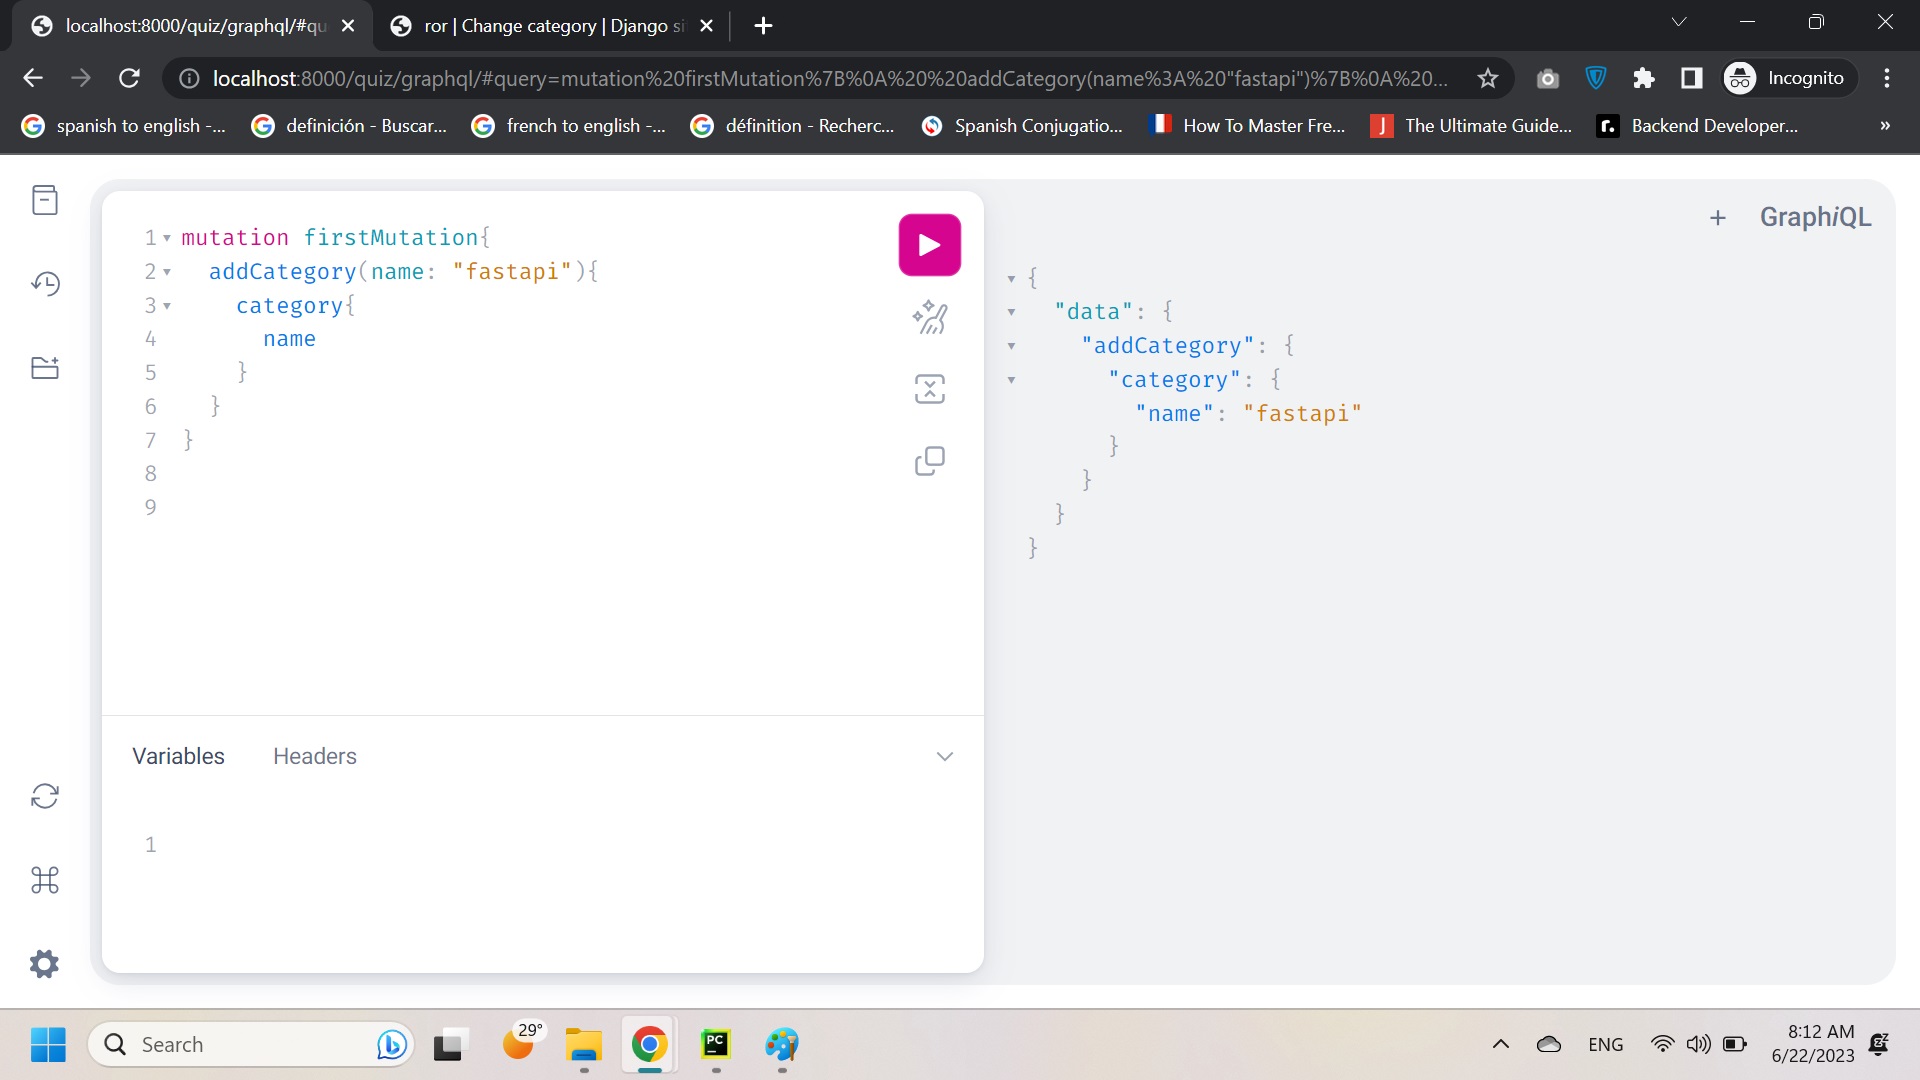 localhost:8000/quiz/graphql/#qu
ror | Change category | Django si
localhost:8000/quiz/graphql/#query=mutation%20firstMutation%7B%0A%20%20addCategory(name%3A%20"fastapi")%7B%0A%20...
Incognito
spanish to english -...
definición - Buscar...
french to english -...
définition - Recherc...
Spanish Conjugatio...
How To Master Fre...
The Ultimate Guide...
Backend Developer...
»
GraphiQL
1 mutation firstMutation{
2 addCategory(name: "fastapi"){
3 category{
4 name
5 }
6 }
7 }
8
9
{
"data": {
"addCategory": {
"category": {
"name": "fastapi"
}
}
}
}
Variables
Headers
1
Search
29°
PC
ENG
8:12 AM
6/22/2023